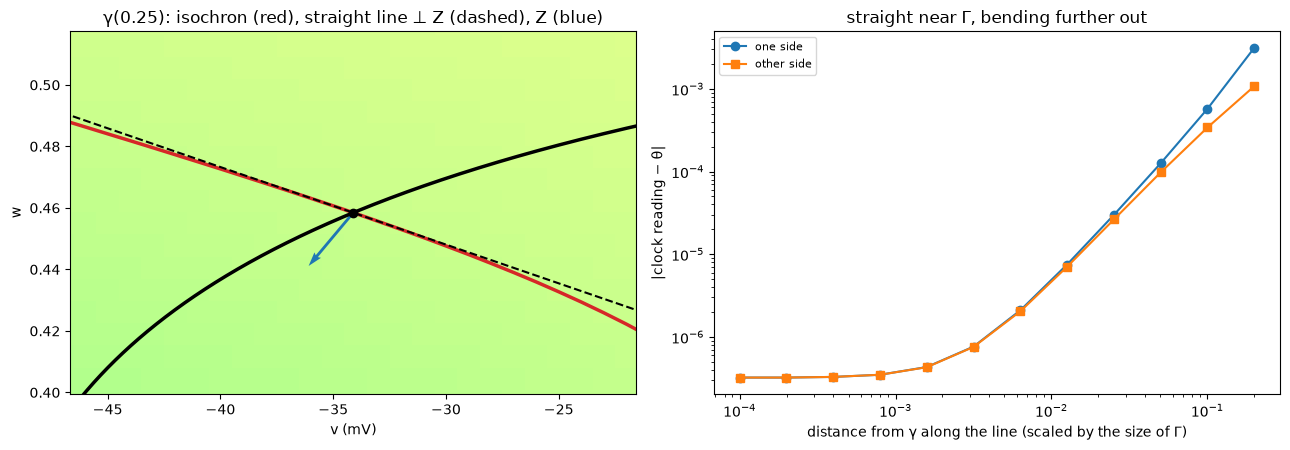 γ(0.25): isochron (red), straight line ⊥ Z (dashed), Z (blue)
w
0.50
0.48
0.46
0.44
0.42
0.40
−45
−40
−35
−30
−25
v (mV)
straight near Γ, bending further out
one side
other side
|clock reading − θ|
10⁻³
10⁻⁴
10⁻⁵
10⁻⁶
10⁻⁴
10⁻³
10⁻²
10⁻¹
distance from γ along the line (scaled by the size of Γ)